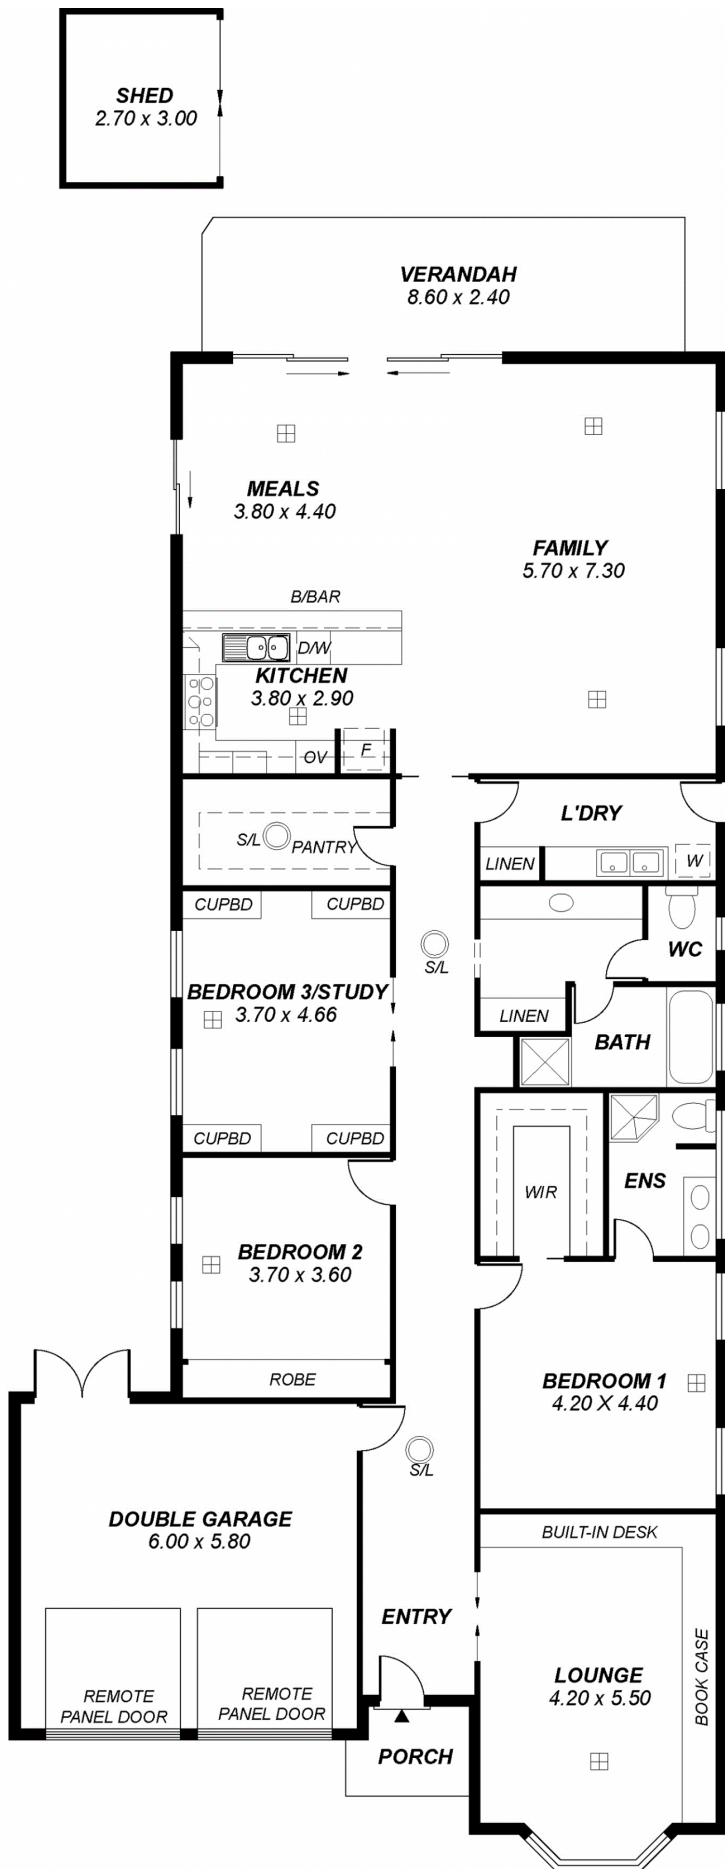 SHED
2.70 x 3.00
VERANDAH
8.60 x 2.40
MEALS
3.80 x 4.40
FAMILY
5.70 x 7.30
B/BAR
D/W
KITCHEN
3.80 x 2.90
OV
F
L'DRY
S/L
PANTRY
LINEN
W
CUPBD
CUPBD
WC
S/L
BEDROOM 3/STUDY
3.70 x 4.66
LINEN
BATH
CUPBD
CUPBD
WIR
ENS
BEDROOM 2
3.70 x 3.60
ROBE
BEDROOM 1
4.20 X 4.40
S/L
DOUBLE GARAGE
6.00 x 5.80
BUILT-IN DESK
ENTRY
BOOK CASE
LOUNGE
4.20 x 5.50
REMOTE
PANEL DOOR
REMOTE
PANEL DOOR
PORCH